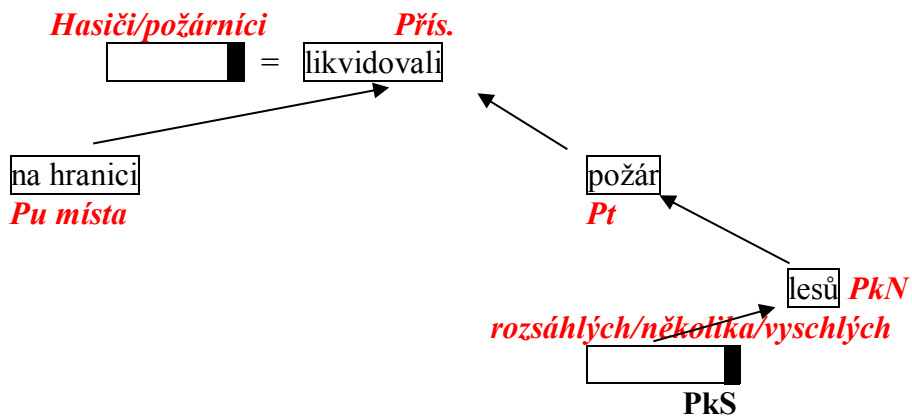 Hasiči/požárníci Přís.
= likvidovali
na hranici požár
Pu místa Pt
lesů PkN
rozsáhlých/několika/vyschlých
PkS